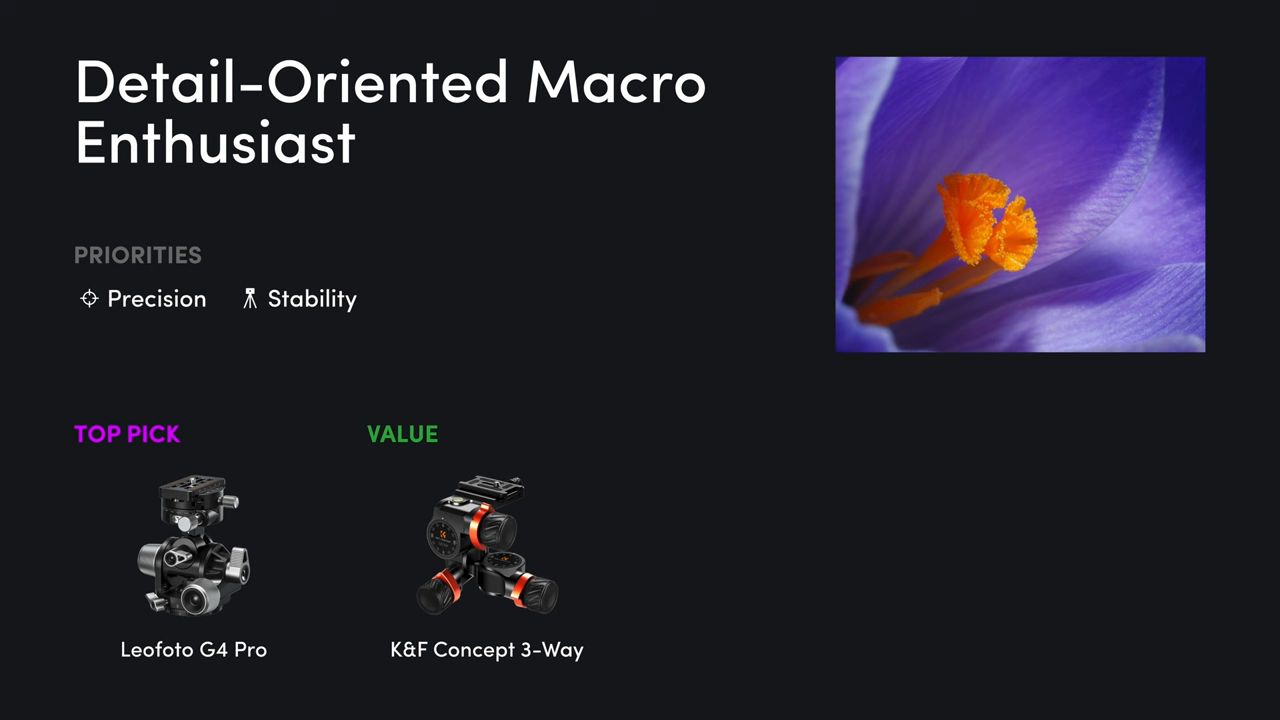 Detail-Oriented Macro
Enthusiast
PRIORITIES
Precision Stability
TOP PICK VALUE
Leofoto G4 Pro K&F Concept 3-Way